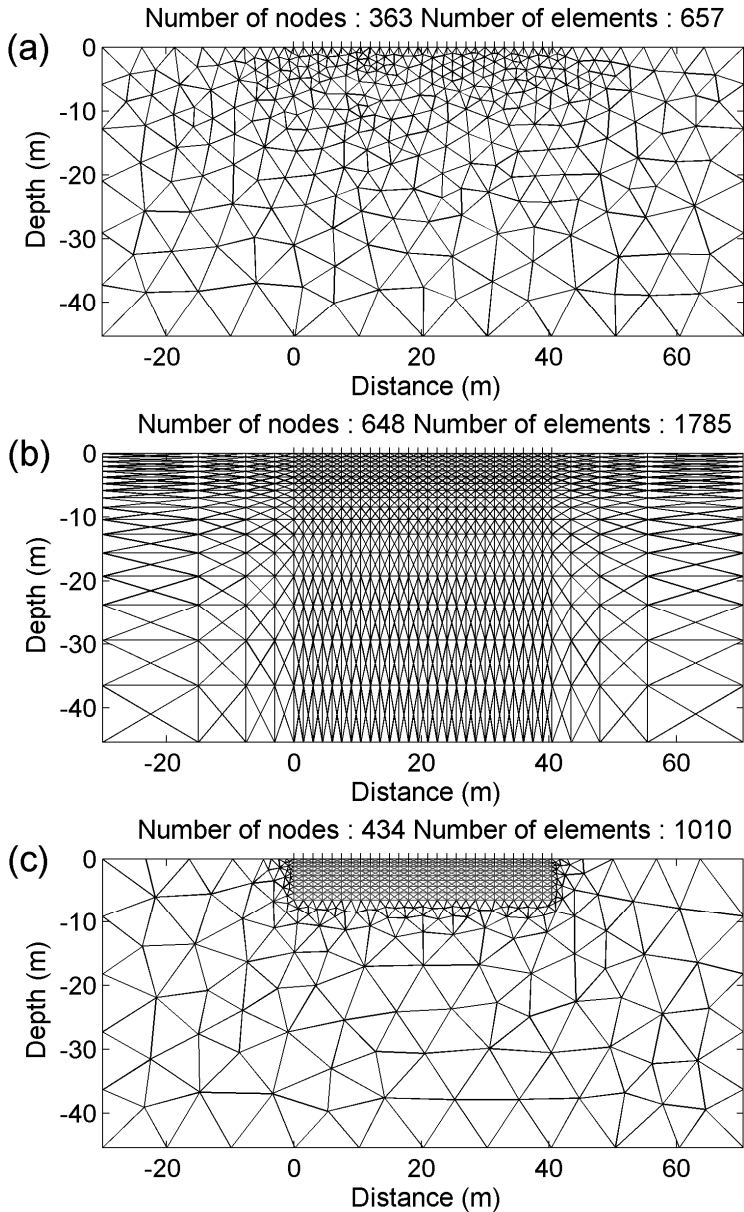 Number of nodes : 363 Number of elements : 657
(a)
0
-10
-20
-30
-40
Depth (m)
-20 0 20 40 60
Distance (m)
Number of nodes : 648 Number of elements : 1785
(b)
0
-10
-20
-30
-40
Depth (m)
-20 0 20 40 60
Distance (m)
Number of nodes : 434 Number of elements : 1010
(c)
0
-10
-20
-30
-40
Depth (m)
-20 0 20 40 60
Distance (m)